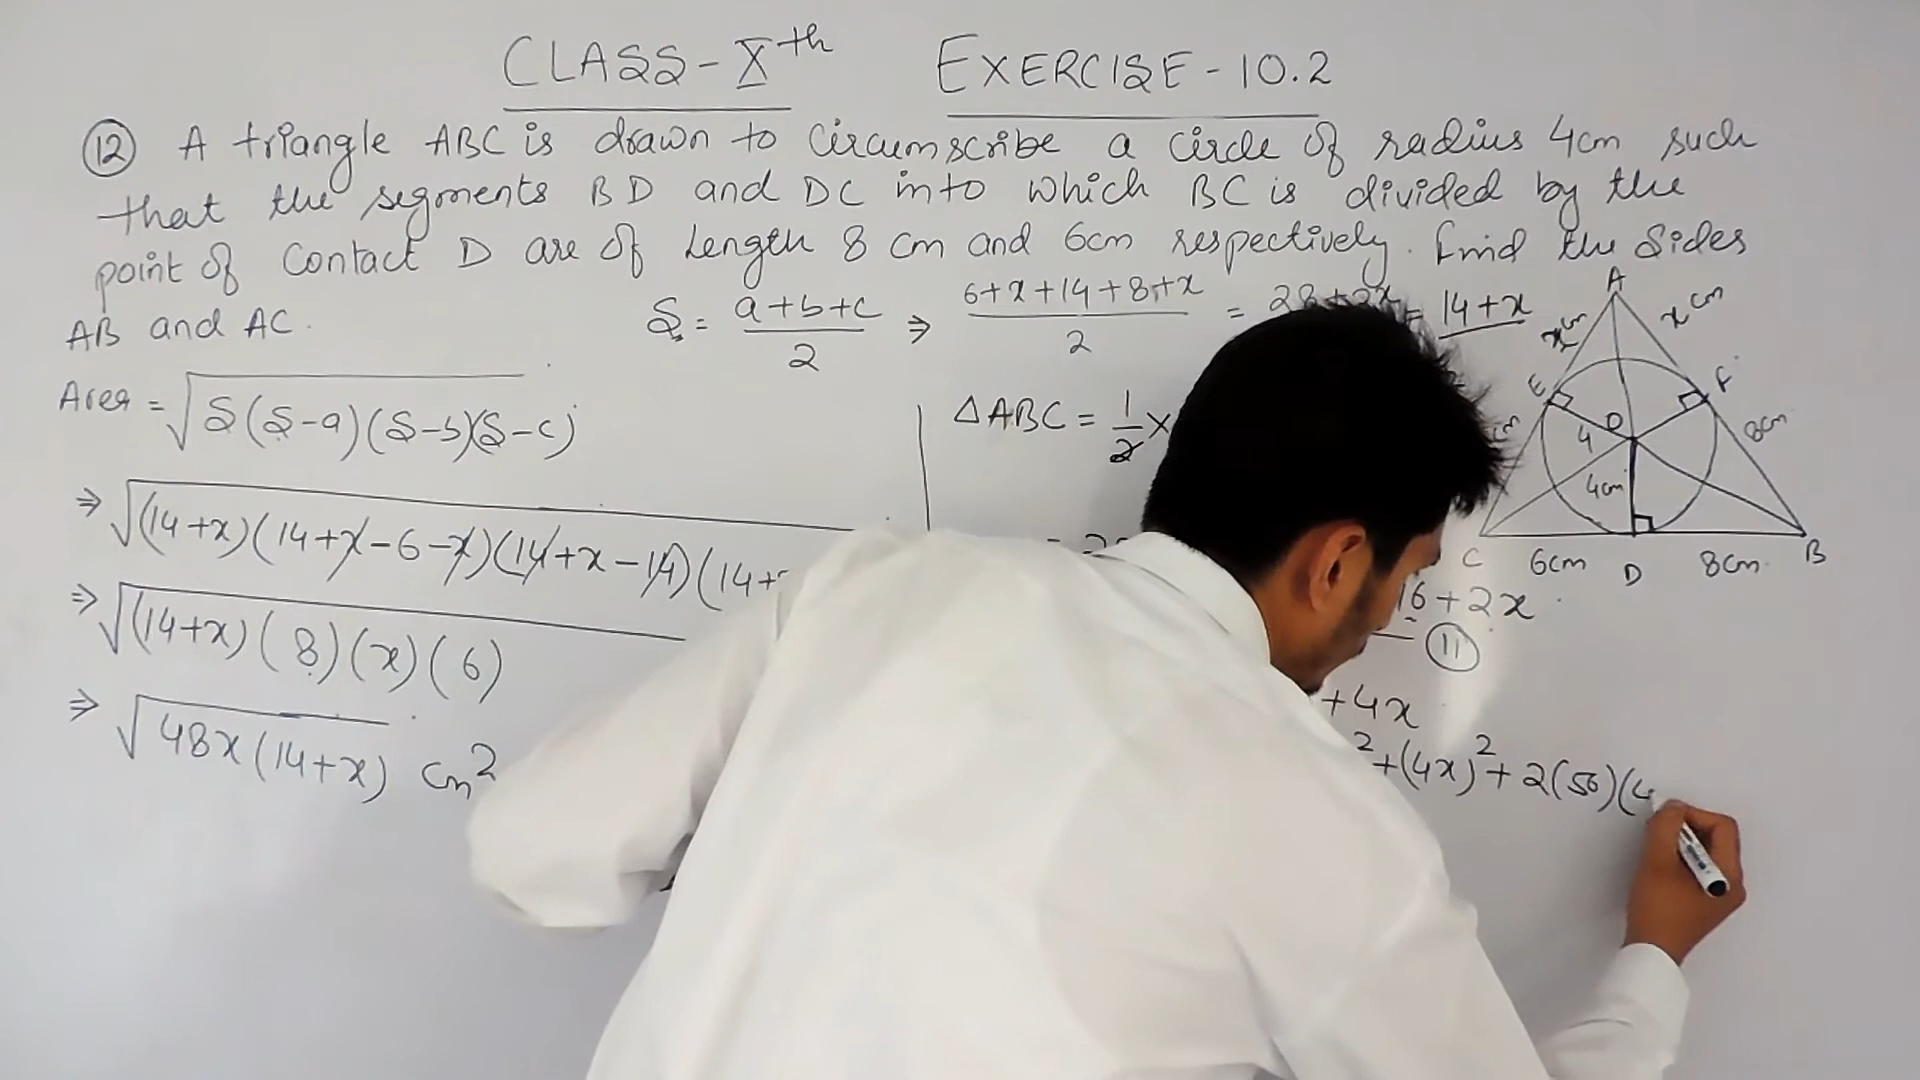 CLASS-Xth EXERCISE-10.2
(12) A triangle ABC is drawn to circumscribe a circle of radius 4cm such
that the segments BD and DC into which BC is divided by the
point of contact D are of length 8 cm and 6cm respectively. Find the sides
AB and AC.
S = a+b+c / 2 ⇒ 6+x+14+8+x / 2 = = 14+x
Area = √S(S-a)(S-b)(S-c)
⇒ √(14+x)(14+x-6-x)(14+x-14)(14+
⇒ √(14+x)(8)(x)(6)
⇒ √48x(14+x) cm²
△ABC = 1/2 ×
16+2x
(11)
+4x
²+(4x)²+2(56)(4
A
x cm
x cm
E
F
8cm
O
4
4cm
C
6cm
D
8cm
B